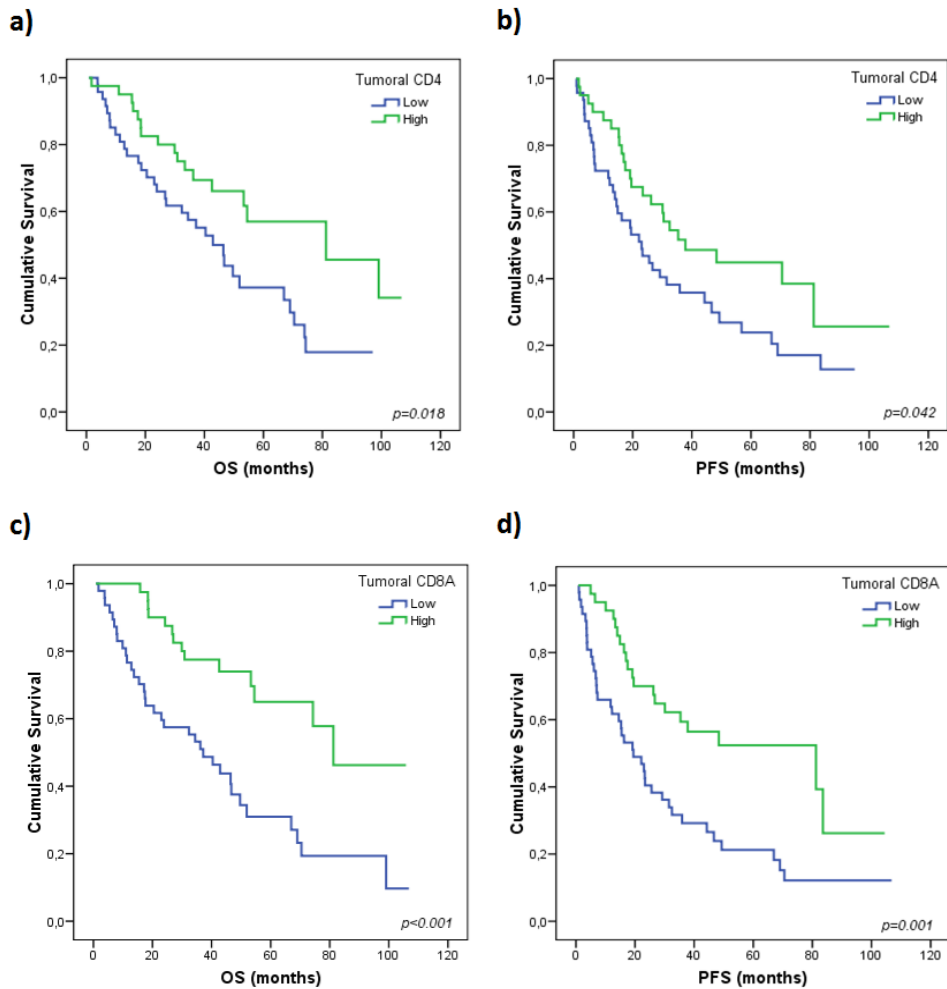 a)
Tumoral CD4
Low
High
1,0
0,8
0,6
0,4
0,2
0,0
Cumulative Survival
0 20 40 60 80 100 120
OS (months)
p=0.018
b)
Tumoral CD4
Low
High
1,0
0,8
0,6
0,4
0,2
0,0
Cumulative Survival
0 20 40 60 80 100 120
PFS (months)
p=0.042
c)
Tumoral CD8A
Low
High
1,0
0,8
0,6
0,4
0,2
0,0
Cumulative Survival
0 20 40 60 80 100 120
OS (months)
p<0.001
d)
Tumoral CD8A
Low
High
1,0
0,8
0,6
0,4
0,2
0,0
Cumulative Survival
0 20 40 60 80 100 120
PFS (months)
p=0.001